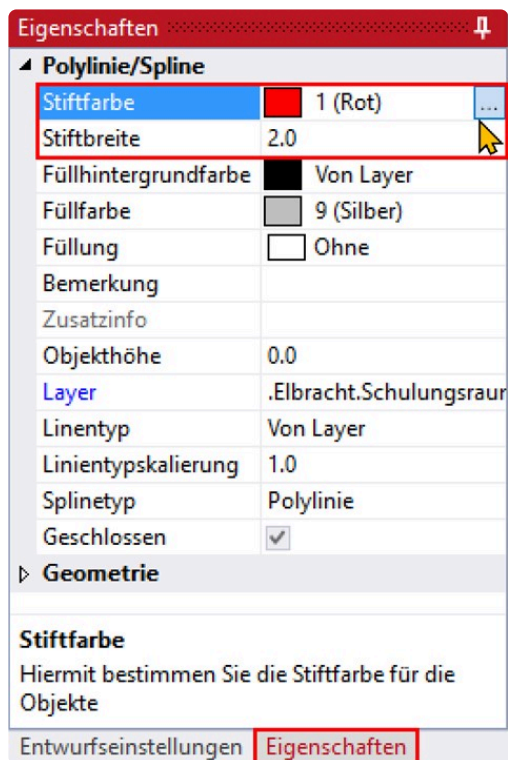 Eigenschaften
Polylinie/Spline
Stiftfarbe 1 (Rot) ...
Stiftbreite 2.0
Füllhintergrundfarbe Von Layer
Füllfarbe 9 (Silber)
Füllung Ohne
Bemerkung
Zusatzinfo
Objekthöhe 0.0
Layer .Elbracht.Schulungsraur
Linentyp Von Layer
Linientypskalierung 1.0
Splinetyp Polylinie
Geschlossen
Geometrie
Stiftfarbe
Hiermit bestimmen Sie die Stiftfarbe für die
Objekte
Entwurfseinstellungen Eigenschaften